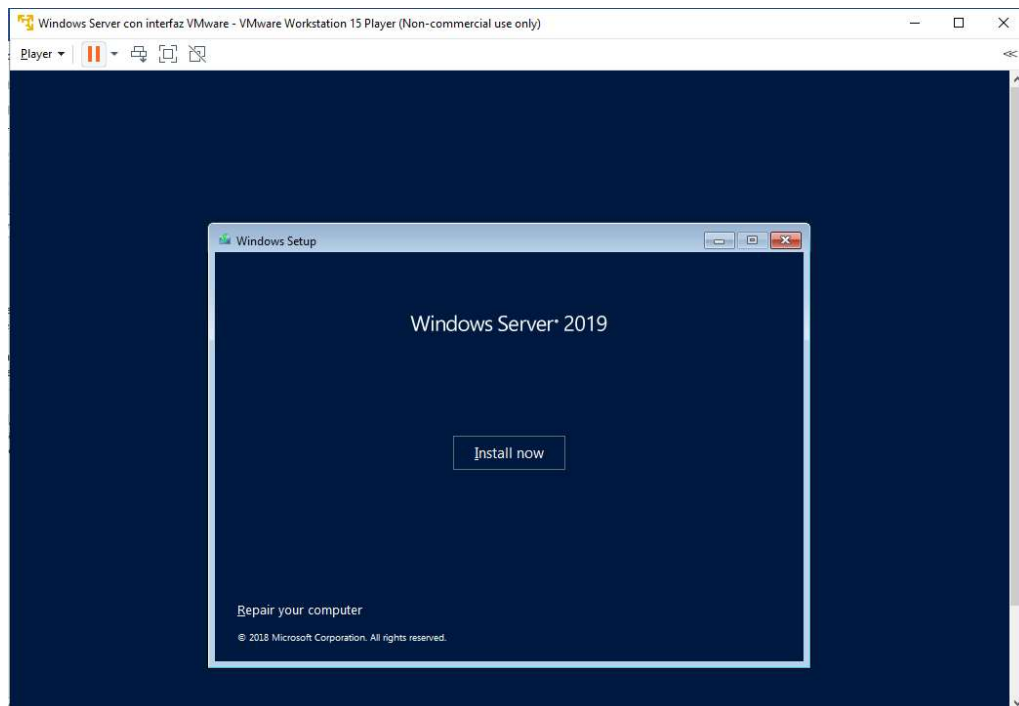 Windows Server con interfaz VMware - VMware Workstation 15 Player (Non-commercial use only)
Player
Windows Setup
Windows Server® 2019
Install now
Repair your computer
© 2018 Microsoft Corporation. All rights reserved.